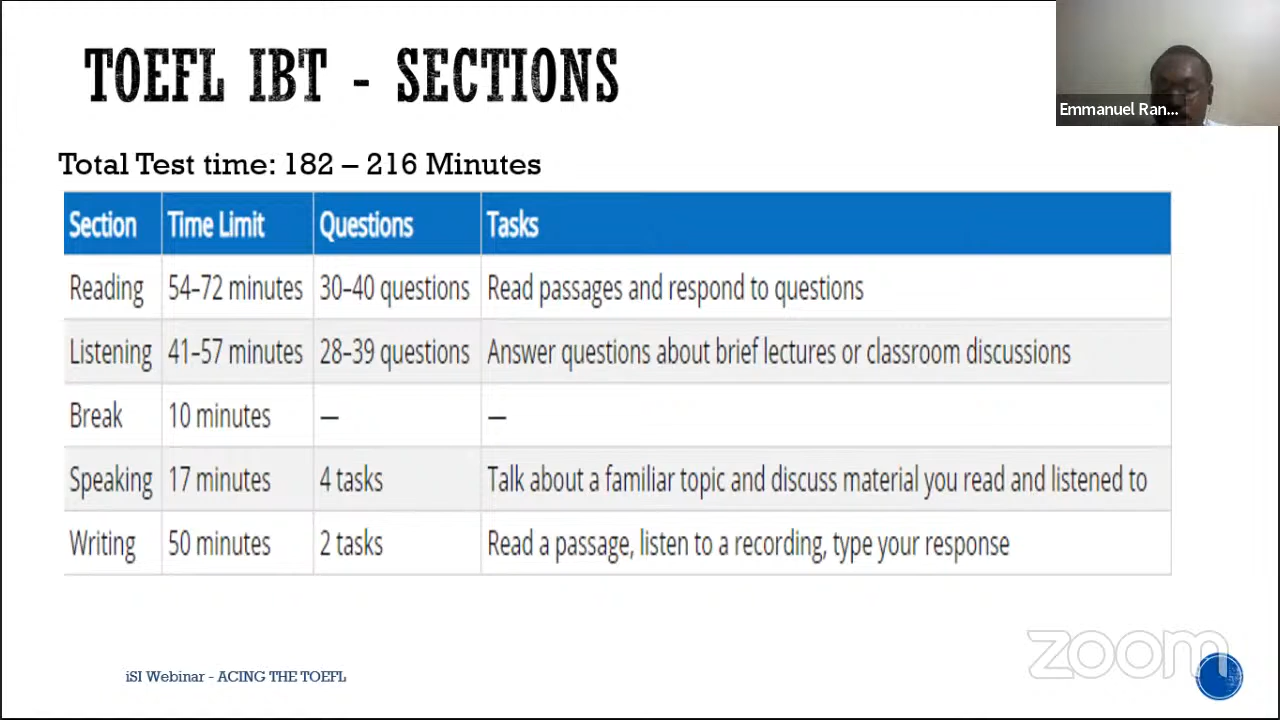 TOEFL IBT - SECTIONS
Emmanuel Ran...
Total Test time: 182 – 216 Minutes
Section Time Limit Questions Tasks
Reading 54–72 minutes 30–40 questions Read passages and respond to questions
Listening 41–57 minutes 28–39 questions Answer questions about brief lectures or classroom discussions
Break 10 minutes — —
Speaking 17 minutes 4 tasks Talk about a familiar topic and discuss material you read and listened to
Writing 50 minutes 2 tasks Read a passage, listen to a recording, type your response
zoom
iSI Webinar - ACING THE TOEFL